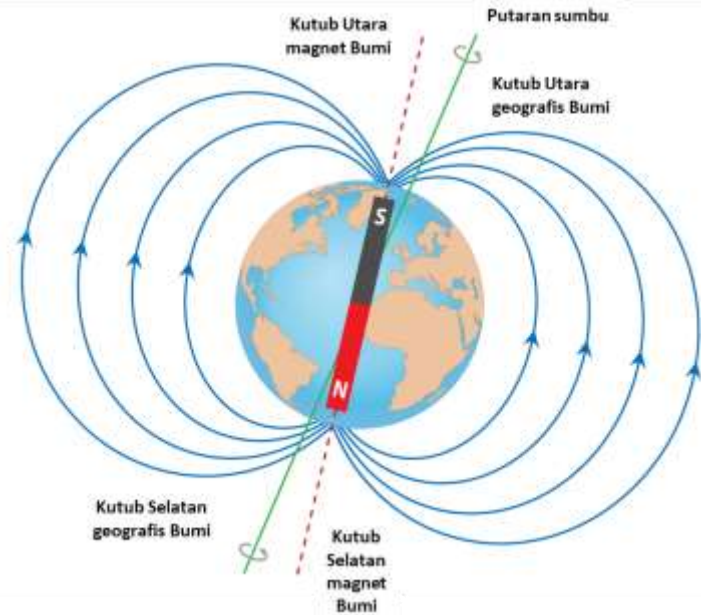 Putaran sumbu
Kutub Utara
magnet Bumi
Kutub Utara
geografis Bumi
S
N
Kutub Selatan
geografis Bumi
Kutub
Selatan
magnet
Bumi